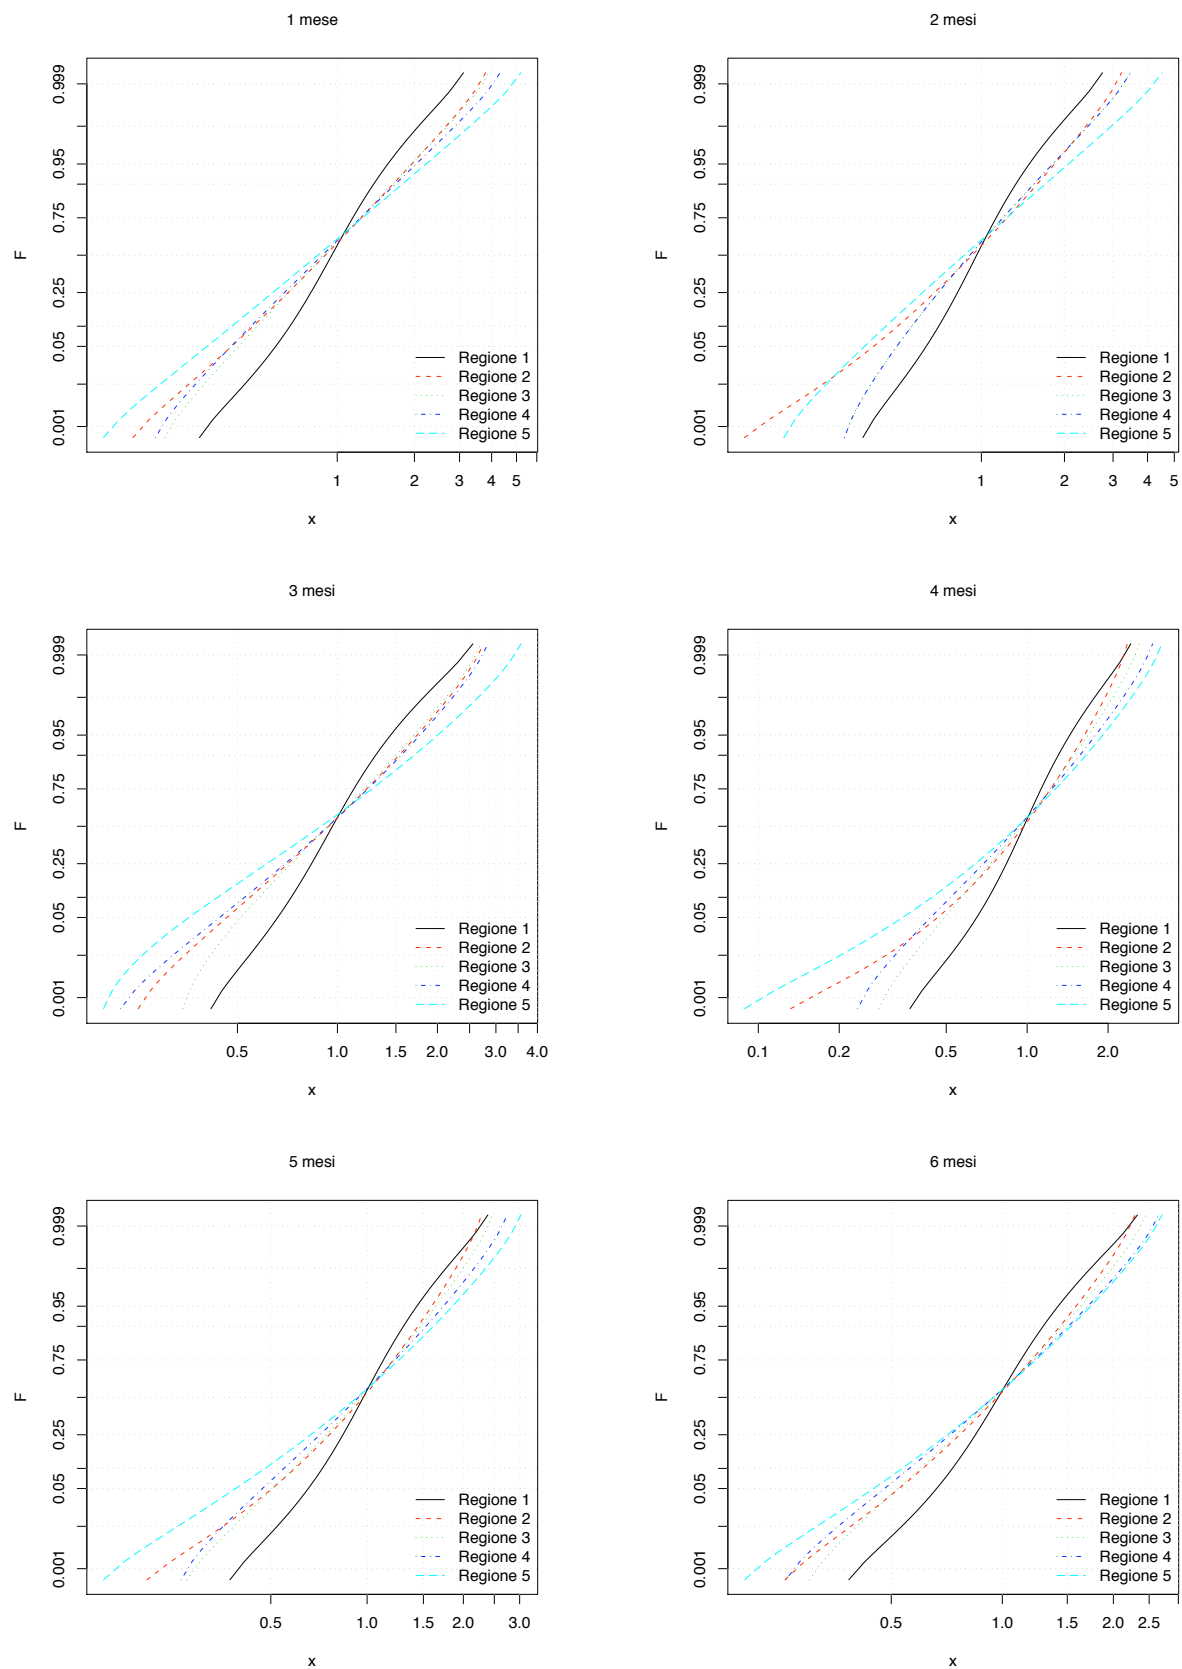 1 mese
F
0.999
0.95
0.75
0.25
0.05
0.001
Regione 1
Regione 2
Regione 3
Regione 4
Regione 5
1 2 3 4 5
x
2 mesi
F
0.999
0.95
0.75
0.25
0.05
0.001
Regione 1
Regione 2
Regione 3
Regione 4
Regione 5
1 2 3 4 5
x
3 mesi
F
0.999
0.95
0.75
0.25
0.05
0.001
Regione 1
Regione 2
Regione 3
Regione 4
Regione 5
0.5 1.0 1.5 2.0 3.0 4.0
x
4 mesi
F
0.999
0.95
0.75
0.25
0.05
0.001
Regione 1
Regione 2
Regione 3
Regione 4
Regione 5
0.1 0.2 0.5 1.0 2.0
x
5 mesi
F
0.999
0.95
0.75
0.25
0.05
0.001
Regione 1
Regione 2
Regione 3
Regione 4
Regione 5
0.5 1.0 1.5 2.0 3.0
x
6 mesi
F
0.999
0.95
0.75
0.25
0.05
0.001
Regione 1
Regione 2
Regione 3
Regione 4
Regione 5
0.5 1.0 1.5 2.0 2.5
x